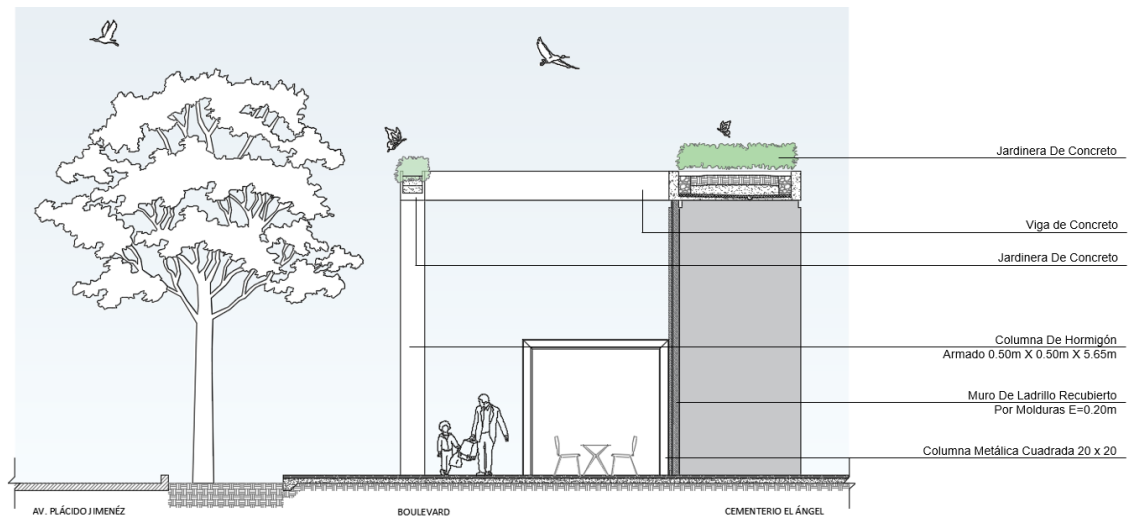 Jardinera De Concreto
Viga de Concreto
Jardinera De Concreto
Columna De Hormigón
Armado 0.50m X 0.50m X 5.65m
Muro De Ladrillo Recubierto
Por Molduras E=0.20m
Columna Metálica Cuadrada 20 x 20
AV. PLÁCIDO JIMENÉZ
BOULEVARD
CEMENTERIO EL ÁNGEL